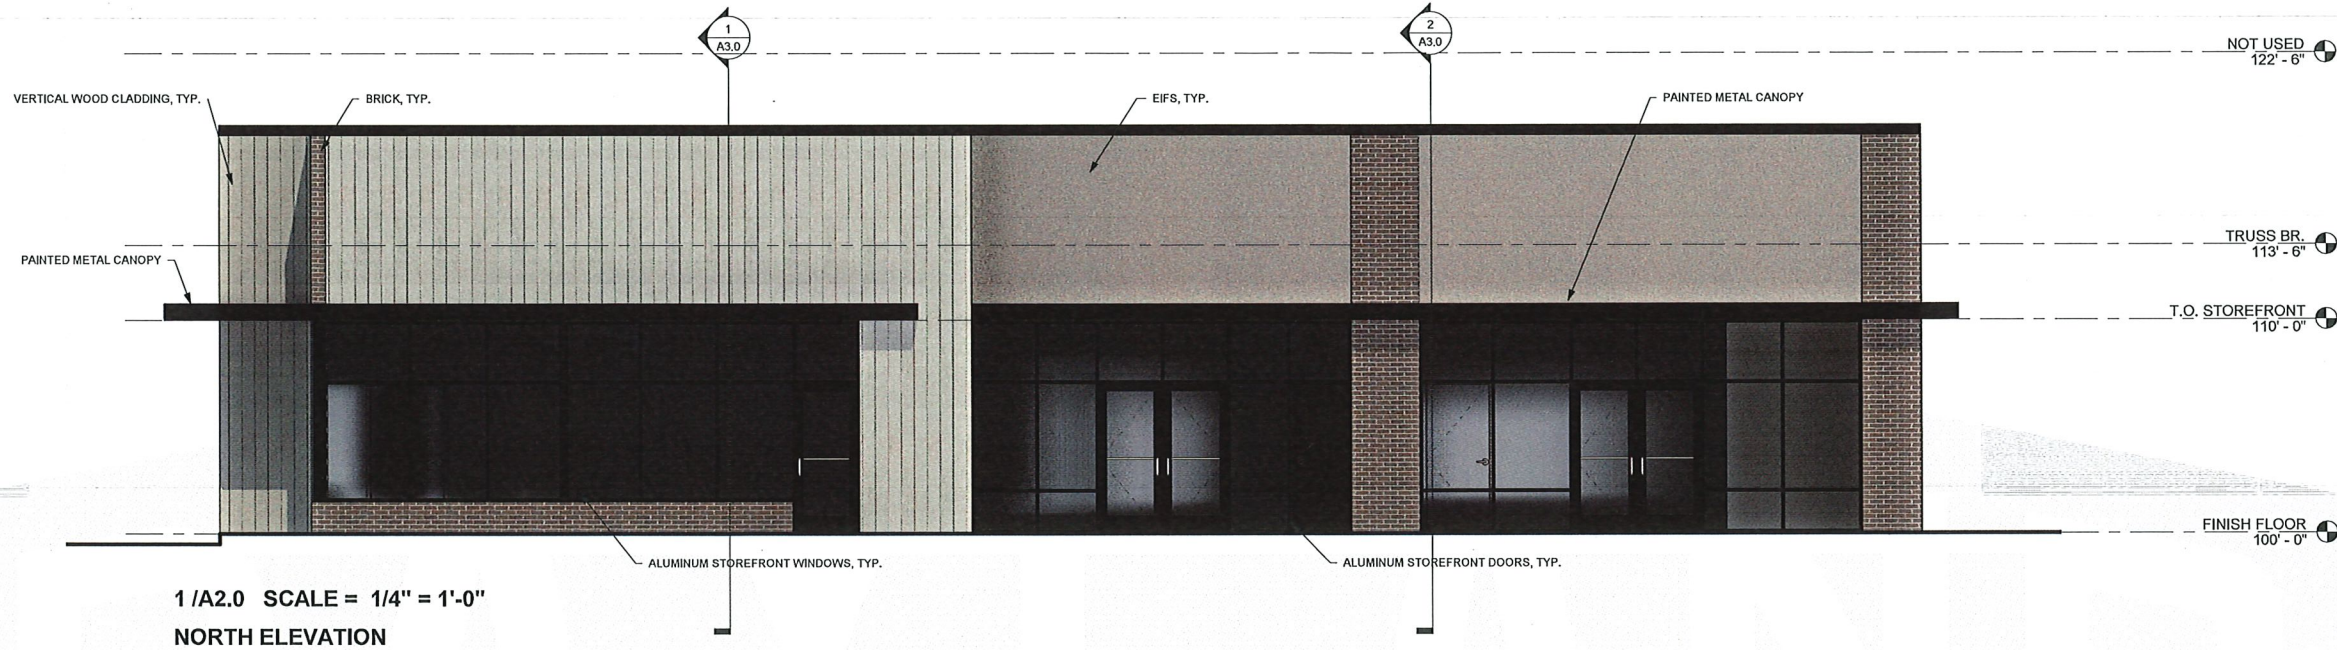 1
A3.0
2
A3.0
NOT USED
122' - 6"
VERTICAL WOOD CLADDING, TYP.
BRICK, TYP.
EIFS, TYP.
PAINTED METAL CANOPY
TRUSS BR.
113' - 6"
PAINTED METAL CANOPY
T.O. STOREFRONT
110' - 0"
FINISH FLOOR
100' - 0"
ALUMINUM STOREFRONT WINDOWS, TYP.
ALUMINUM STOREFRONT DOORS, TYP.
1 /A2.0 SCALE = 1/4" = 1'-0"
NORTH ELEVATION